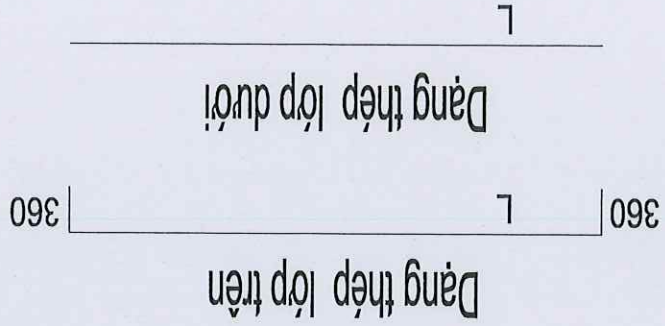 Dạng thép lớp trên
360 L 360
Dạng thép lớp dưới
L